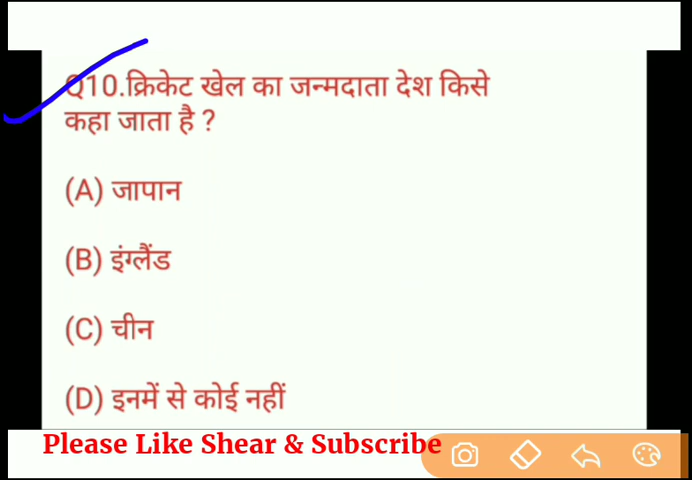 Q10.क्रिकेट खेल का जन्मदाता देश किसे
कहा जाता है ?
(A) जापान
(B) इंग्लैंड
(C) चीन
(D) इनमें से कोई नहीं
Please Like Shear & Subscribe